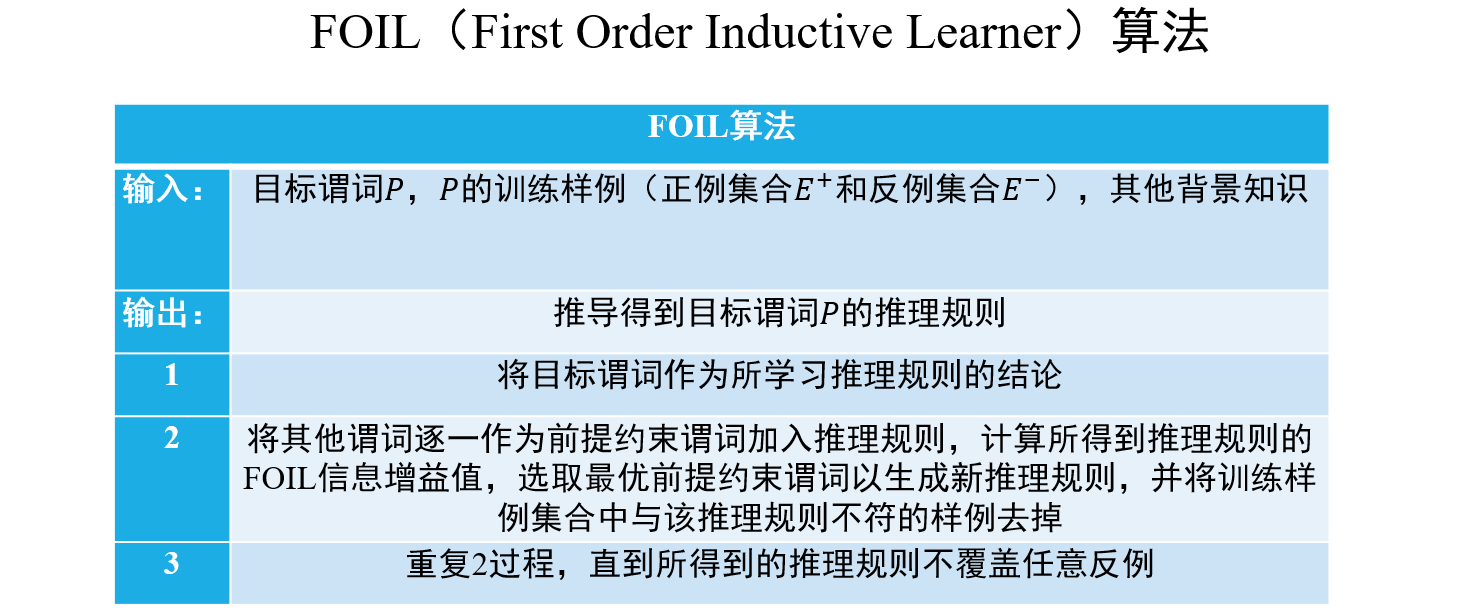 FOIL（First Order Inductive Learner）算法
FOIL算法
输入：
目标谓词P，P的训练样例（正例集合E⁺和反例集合E⁻），其他背景知识
输出：
推导得到目标谓词P的推理规则
1
将目标谓词作为所学习推理规则的结论
2
将其他谓词逐一作为前提约束谓词加入推理规则，计算所得到推理规则的
FOIL信息增益值，选取最优前提约束谓词以生成新推理规则，并将训练样
例集合中与该推理规则不符的样例去掉
3
重复2过程，直到所得到的推理规则不覆盖任意反例